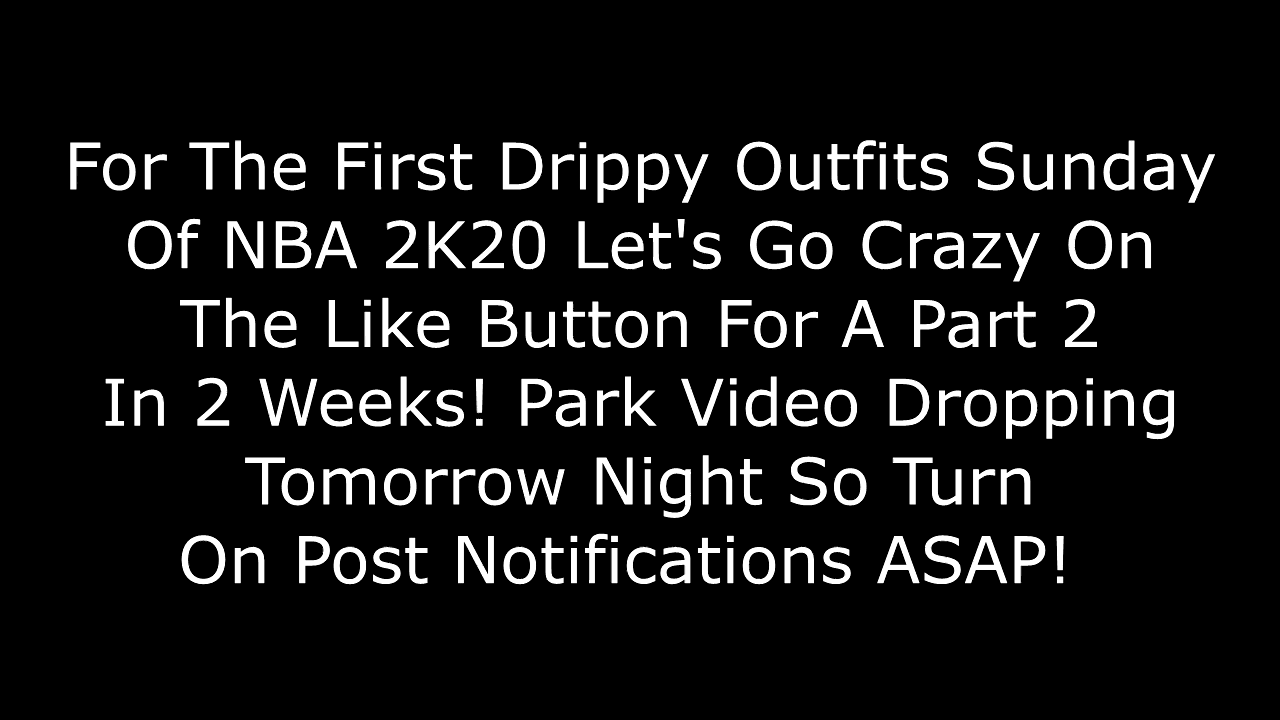 For The First Drippy Outfits Sunday
Of NBA 2K20 Let's Go Crazy On
The Like Button For A Part 2
In 2 Weeks! Park Video Dropping
Tomorrow Night So Turn
On Post Notifications ASAP!